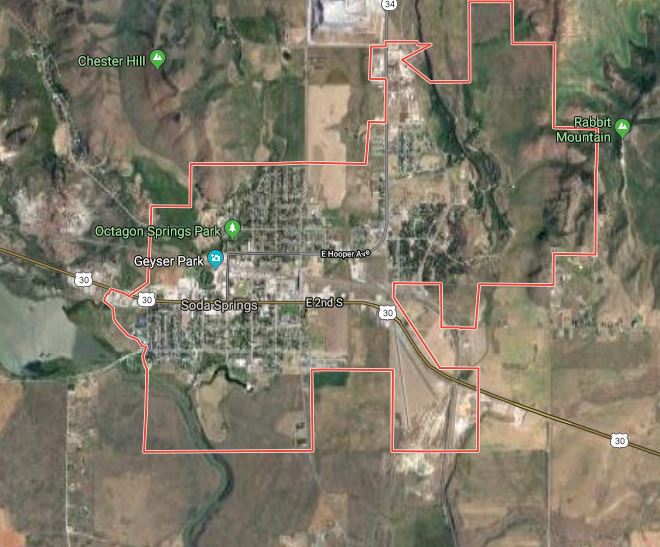 34
Chester Hill
Rabbit
Mountain
Octagon Springs Park
Geyser Park
E Hooper Ave
30
30
Soda Springs
E 2nd S
30
30